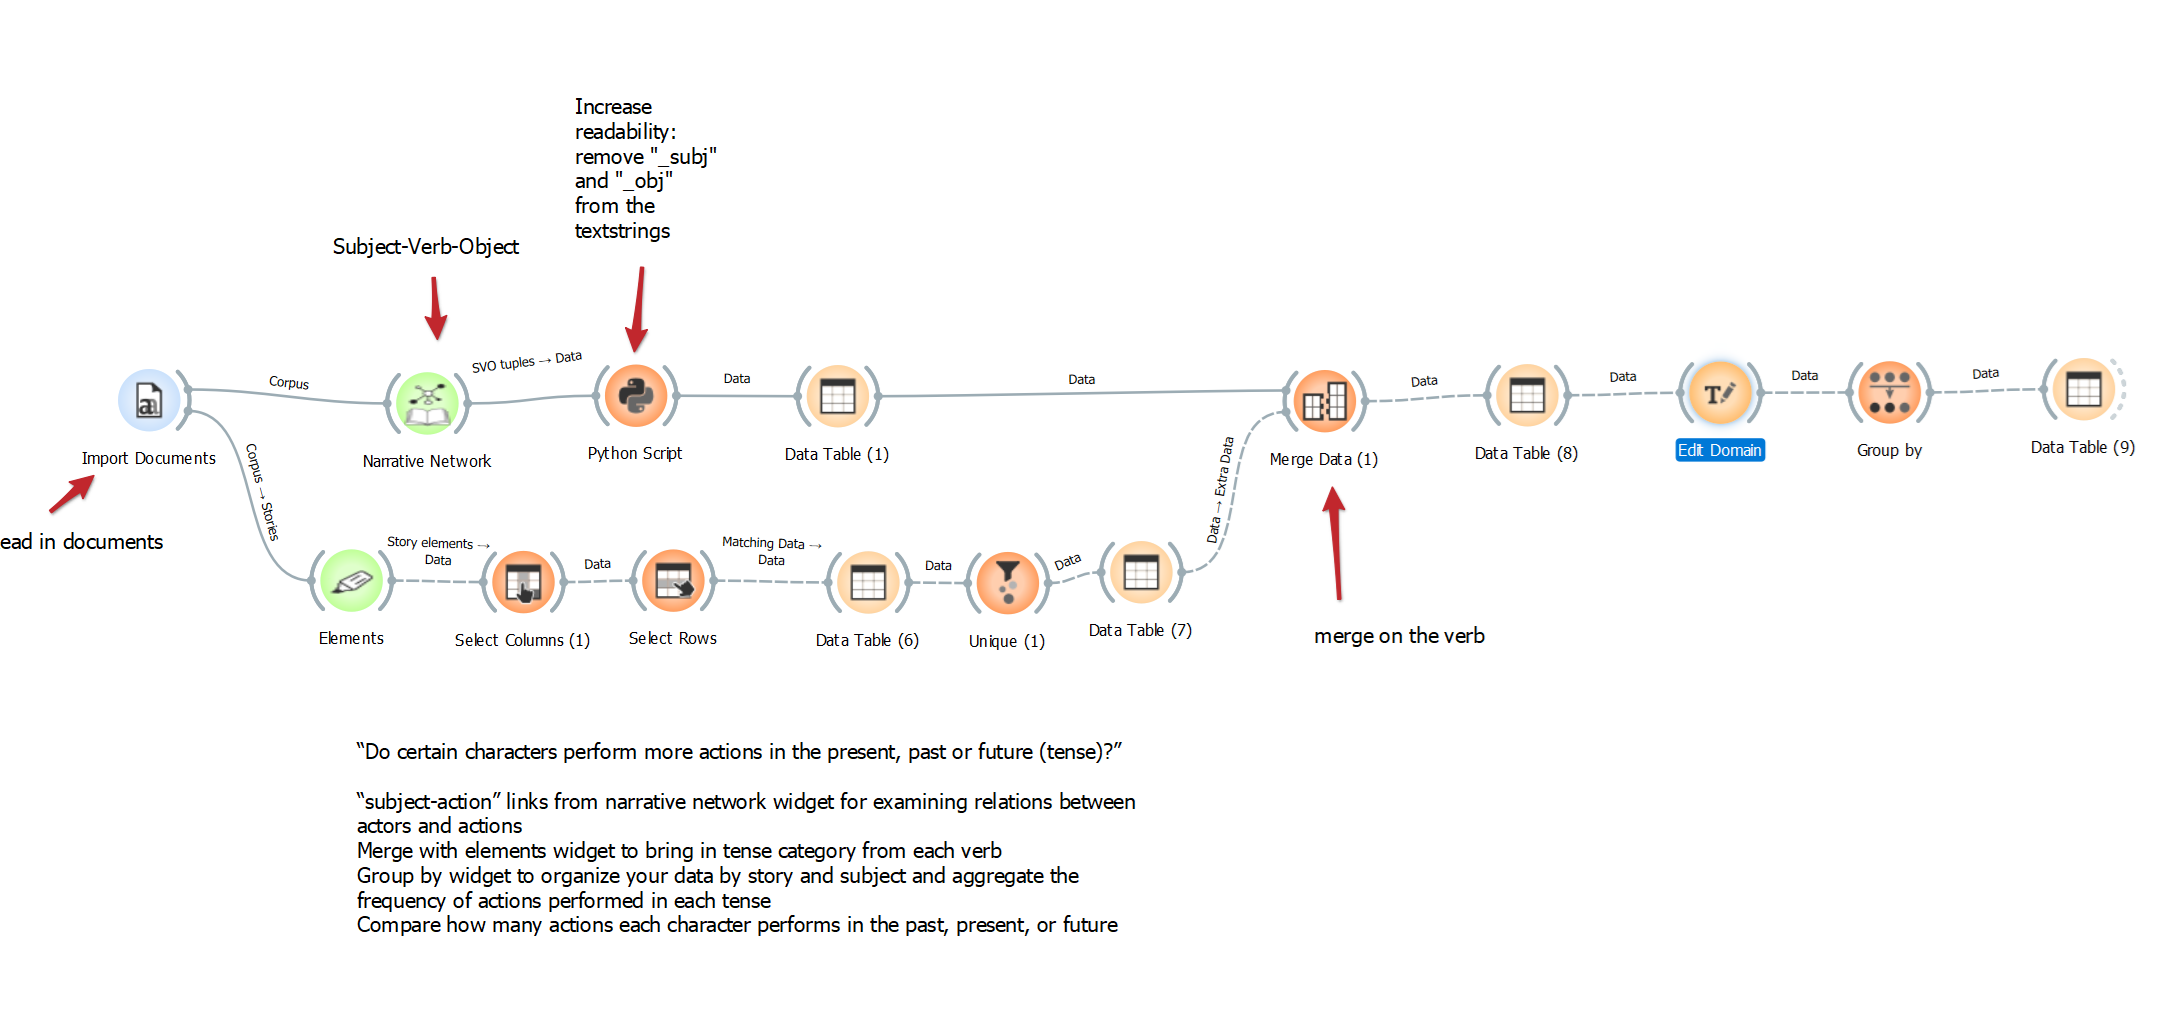 Increase
readability:
remove "_subj"
and "_obj"
from the
textstrings
Subject-Verb-Object
Corpus
SVO tuples → Data
Data
Data
Data
Data
Data
Data
Import Documents
Narrative Network
Python Script
Data Table (1)
Merge Data (1)
Data Table (8)
Edit Domain
Group by
Data Table (9)
Corpus → Stories
Data → Extra Data
ead in documents
Story elements →
Data
Data
Matching Data →
Data
Data
Data
Elements
Select Columns (1)
Select Rows
Data Table (6)
Unique (1)
Data Table (7)
merge on the verb
“Do certain characters perform more actions in the present, past or future (tense)?”
“subject-action” links from narrative network widget for examining relations between
actors and actions
Merge with elements widget to bring in tense category from each verb
Group by widget to organize your data by story and subject and aggregate the
frequency of actions performed in each tense
Compare how many actions each character performs in the past, present, or future